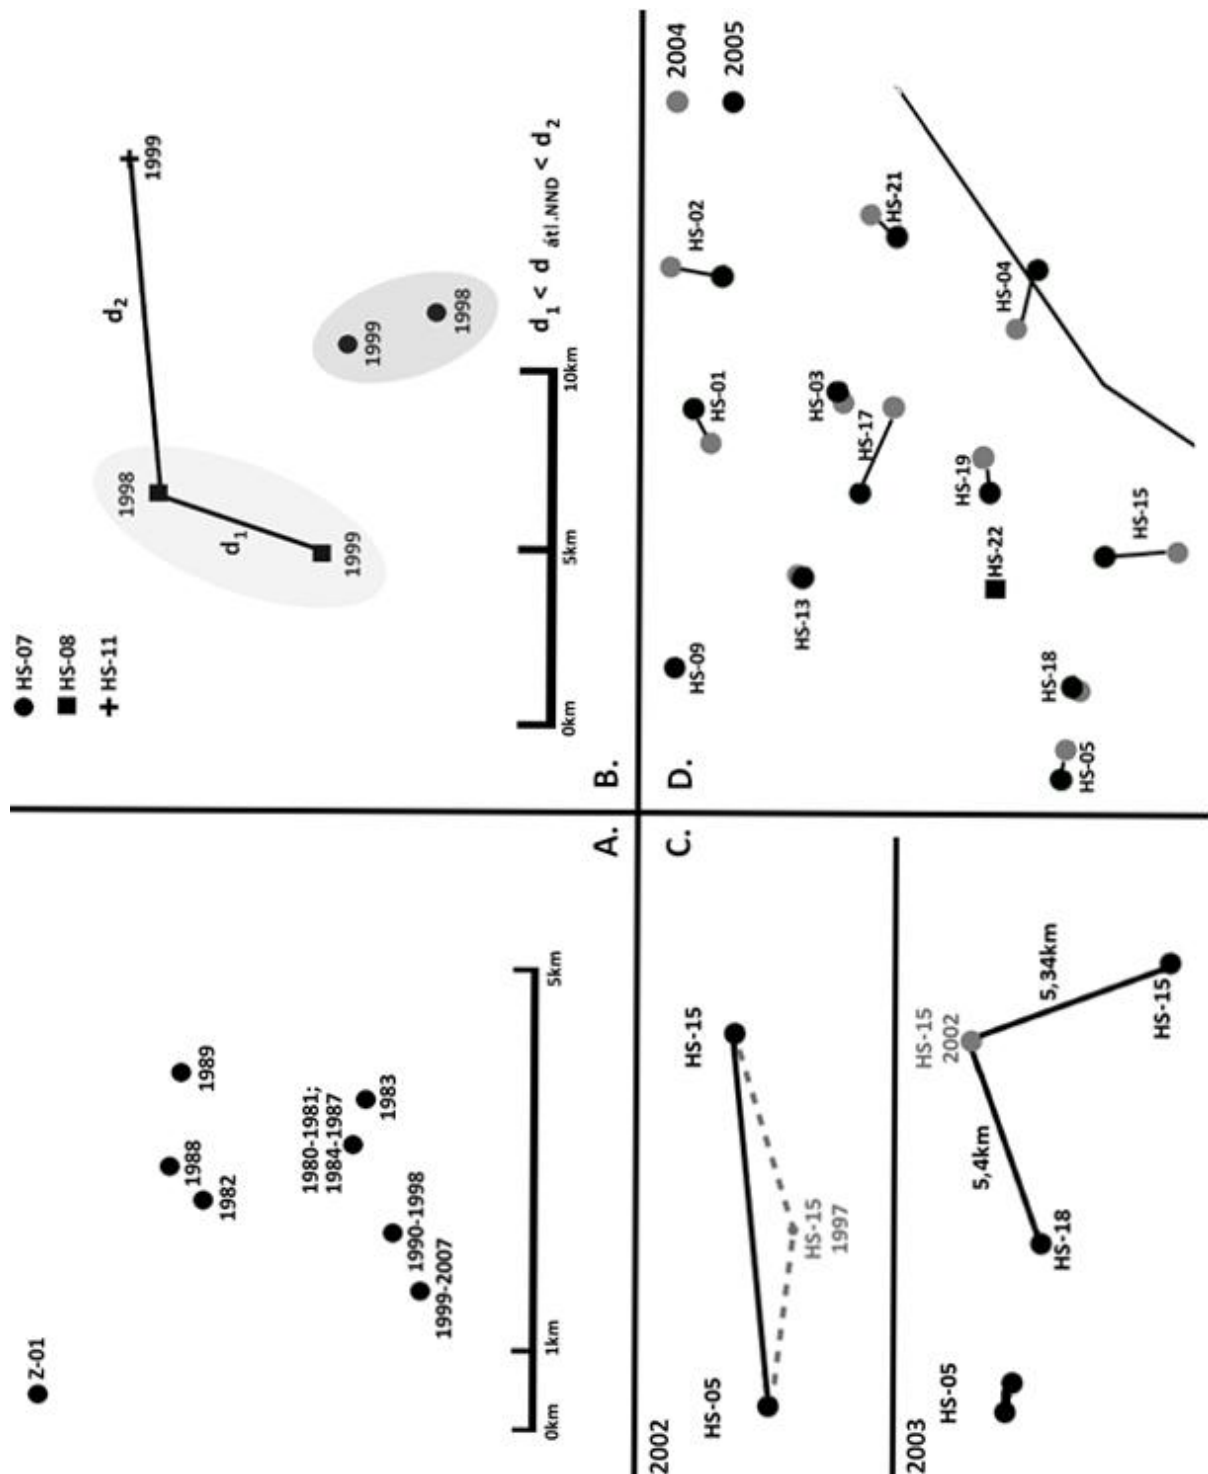 Z-01
1989
1988
1982
1980-1981;
1984-1987
1983
1990-1998
1999-2007
0km
1km
5km
A.
HS-07
HS-08
HS-11
1998
d1
1999
d2
1999
1999
1998
0km
5km
10km
d1 < d átl.NND < d2
B.
C.
2002
HS-05
HS-15
HS-15
1997
2003
HS-05
HS-18
5,4km
HS-15
2002
5,34km
HS-15
D.
2004
2005
HS-09
HS-01
HS-02
HS-13
HS-03
HS-17
HS-21
HS-22
HS-19
HS-04
HS-05
HS-18
HS-15